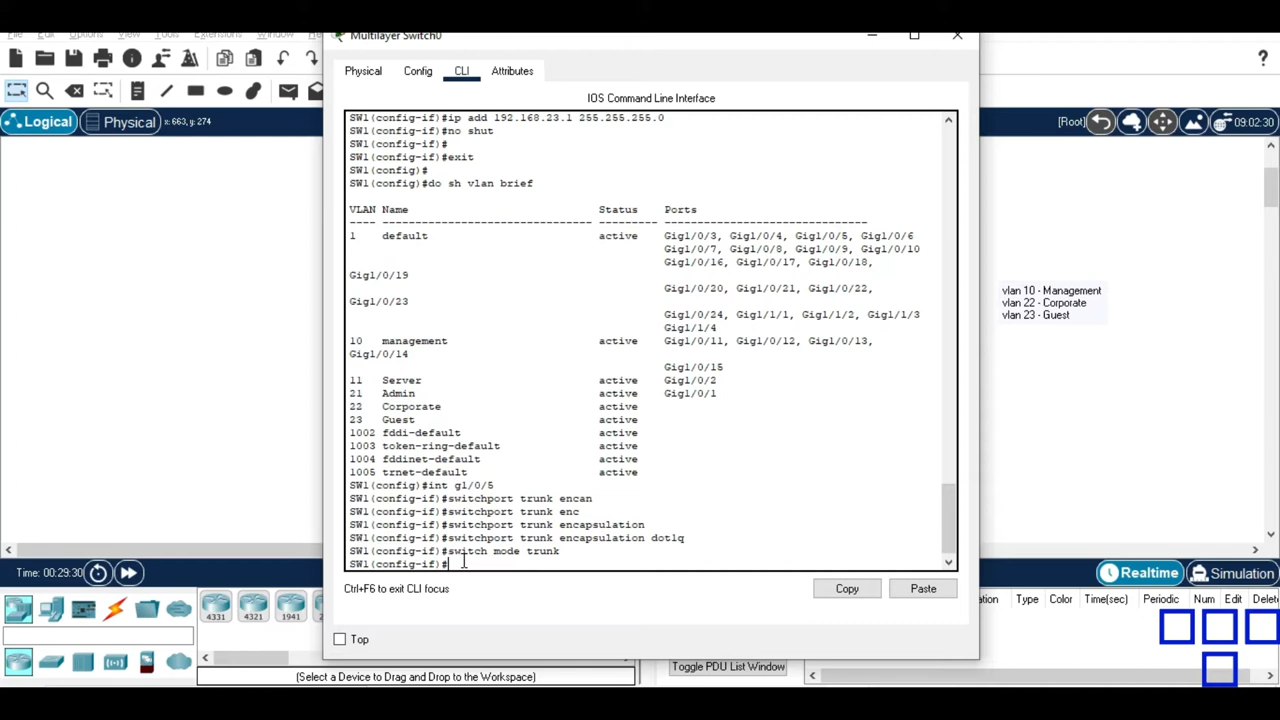 File Edit Options View Tools Extensions Window Help
Multilayer Switch0
Physical Config CLI Attributes
Logical Physical x: 663, y: 274
[Root] 09:02:30
IOS Command Line Interface
SW1(config-if)#ip add 192.168.23.1 255.255.255.0
SW1(config-if)#no shut
SW1(config-if)#
SW1(config-if)#exit
SW1(config)#
SW1(config)#do sh vlan brief
VLAN Name Status Ports
---- -------------------------------- --------- -------------------------------
1 default active Gig1/0/3, Gig1/0/4, Gig1/0/5, Gig1/0/6
Gig1/0/7, Gig1/0/8, Gig1/0/9, Gig1/0/10
Gig1/0/16, Gig1/0/17, Gig1/0/18,
Gig1/0/19
Gig1/0/20, Gig1/0/21, Gig1/0/22,
Gig1/0/23
Gig1/0/24, Gig1/1/1, Gig1/1/2, Gig1/1/3
Gig1/1/4
10 management active Gig1/0/11, Gig1/0/12, Gig1/0/13,
Gig1/0/14
Gig1/0/15
11 Server active Gig1/0/2
21 Admin active Gig1/0/1
22 Corporate active
23 Guest active
1002 fddi-default active
1003 token-ring-default active
1004 fddinet-default active
1005 trnet-default active
SW1(config)#int g1/0/5
SW1(config-if)#switchport trunk encan
SW1(config-if)#switchport trunk enc
SW1(config-if)#switchport trunk encapsulation
SW1(config-if)#switchport trunk encapsulation dot1q
SW1(config-if)#switch mode trunk
SW1(config-if)#
vlan 10 - Management
vlan 22 - Corporate
vlan 23 - Guest
Ctrl+F6 to exit CLI focus
Copy Paste
Top
Time: 00:29:30
Realtime Simulation
4331 4321 1941
ation Type Color Time(sec) Periodic Num Edit Delete
(Select a Device to Drag and Drop to the Workspace)
Toggle PDU List Window